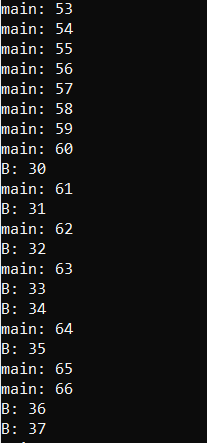 main: 53
main: 54
main: 55
main: 56
main: 57
main: 58
main: 59
main: 60
B: 30
main: 61
B: 31
main: 62
B: 32
main: 63
B: 33
B: 34
main: 64
B: 35
main: 65
main: 66
B: 36
B: 37